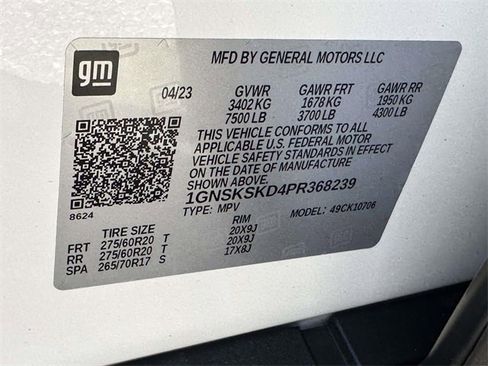 gm
MFD BY GENERAL MOTORS LLC
04/23 GVWR GAWR FRT GAWR RR
3402 KG 1678 KG 1950 KG
7500 LB 3700 LB 4300 LB
THIS VEHICLE CONFORMS TO ALL
APPLICABLE U.S. FEDERAL MOTOR
VEHICLE SAFETY STANDARDS IN EFFECT
ON THE DATE OF MANUFACTURE
1GNSKSKD4PR368239
8624 TYPE: MPV MODEL: 49CK10706
TIRE SIZE RIM
FRT 275/60R20 T 20X9J
RR 275/60R20 T 20X9J
SPA 265/70R17 S 17X8J